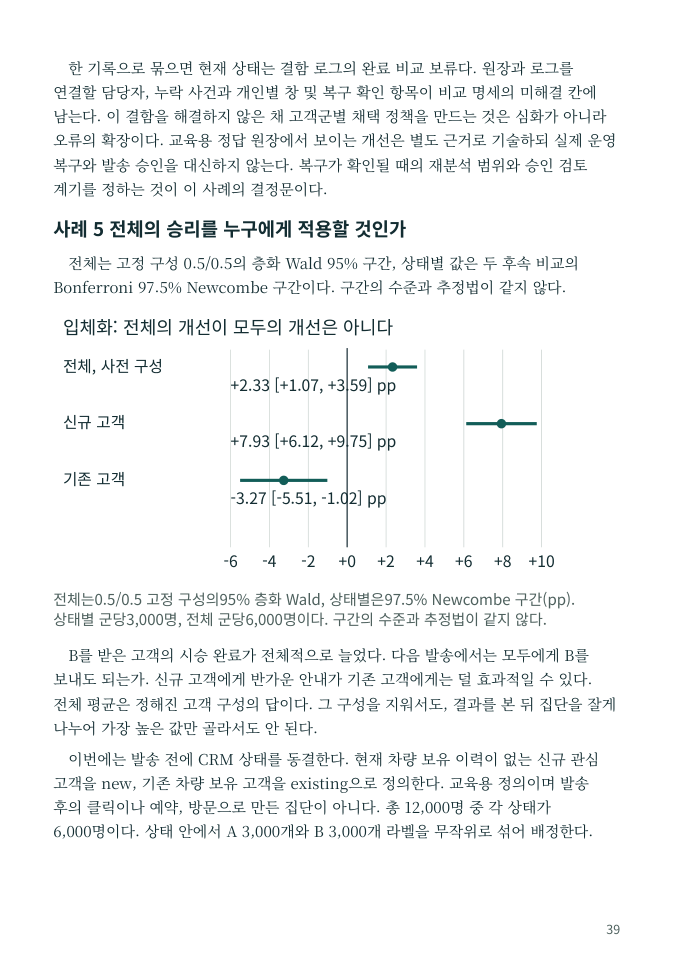 한 기록으로 묶으면 현재 상태는 결함 로그의 완료 비교 보류다. 원장과 로그를
연결할 담당자, 누락 사건과 개인별 창 및 복구 확인 항목이 비교 명세의 미해결 칸에
남는다. 이 결함을 해결하지 않은 채 고객군별 채택 정책을 만드는 것은 심화가 아니라
오류의 확장이다. 교육용 정답 원장에서 보이는 개선은 별도 근거로 기술하되 실제 운영
복구와 발송 승인을 대신하지 않는다. 복구가 확인될 때의 재분석 범위와 승인 검토
계기를 정하는 것이 이 사례의 결정문이다.
사례 5 전체의 승리를 누구에게 적용할 것인가
전체는 고정 구성 0.5/0.5의 층화 Wald 95% 구간, 상태별 값은 두 후속 비교의
Bonferroni 97.5% Newcombe 구간이다. 구간의 수준과 추정법이 같지 않다.
입체화: 전체의 개선이 모두의 개선은 아니다
전체, 사전 구성
+2.33 [+1.07, +3.59] pp
신규 고객
+7.93 [+6.12, +9.75] pp
기존 고객
-3.27 [-5.51, -1.02] pp
-6 -4 -2 +0 +2 +4 +6 +8 +10
전체는0.5/0.5 고정 구성의95% 층화 Wald, 상태별은97.5% Newcombe 구간(pp).
상태별 군당3,000명, 전체 군당6,000명이다. 구간의 수준과 추정법이 같지 않다.
B를 받은 고객의 시승 완료가 전체적으로 늘었다. 다음 발송에서는 모두에게 B를
보내도 되는가. 신규 고객에게 반가운 안내가 기존 고객에게는 덜 효과적일 수 있다.
전체 평균은 정해진 고객 구성의 답이다. 그 구성을 지워서도, 결과를 본 뒤 집단을 잘게
나누어 가장 높은 값만 골라서도 안 된다.
이번에는 발송 전에 CRM 상태를 동결한다. 현재 차량 보유 이력이 없는 신규 관심
고객을 new, 기존 차량 보유 고객을 existing으로 정의한다. 교육용 정의이며 발송
후의 클릭이나 예약, 방문으로 만든 집단이 아니다. 총 12,000명 중 각 상태가
6,000명이다. 상태 안에서 A 3,000개와 B 3,000개 라벨을 무작위로 섞어 배정한다.
39